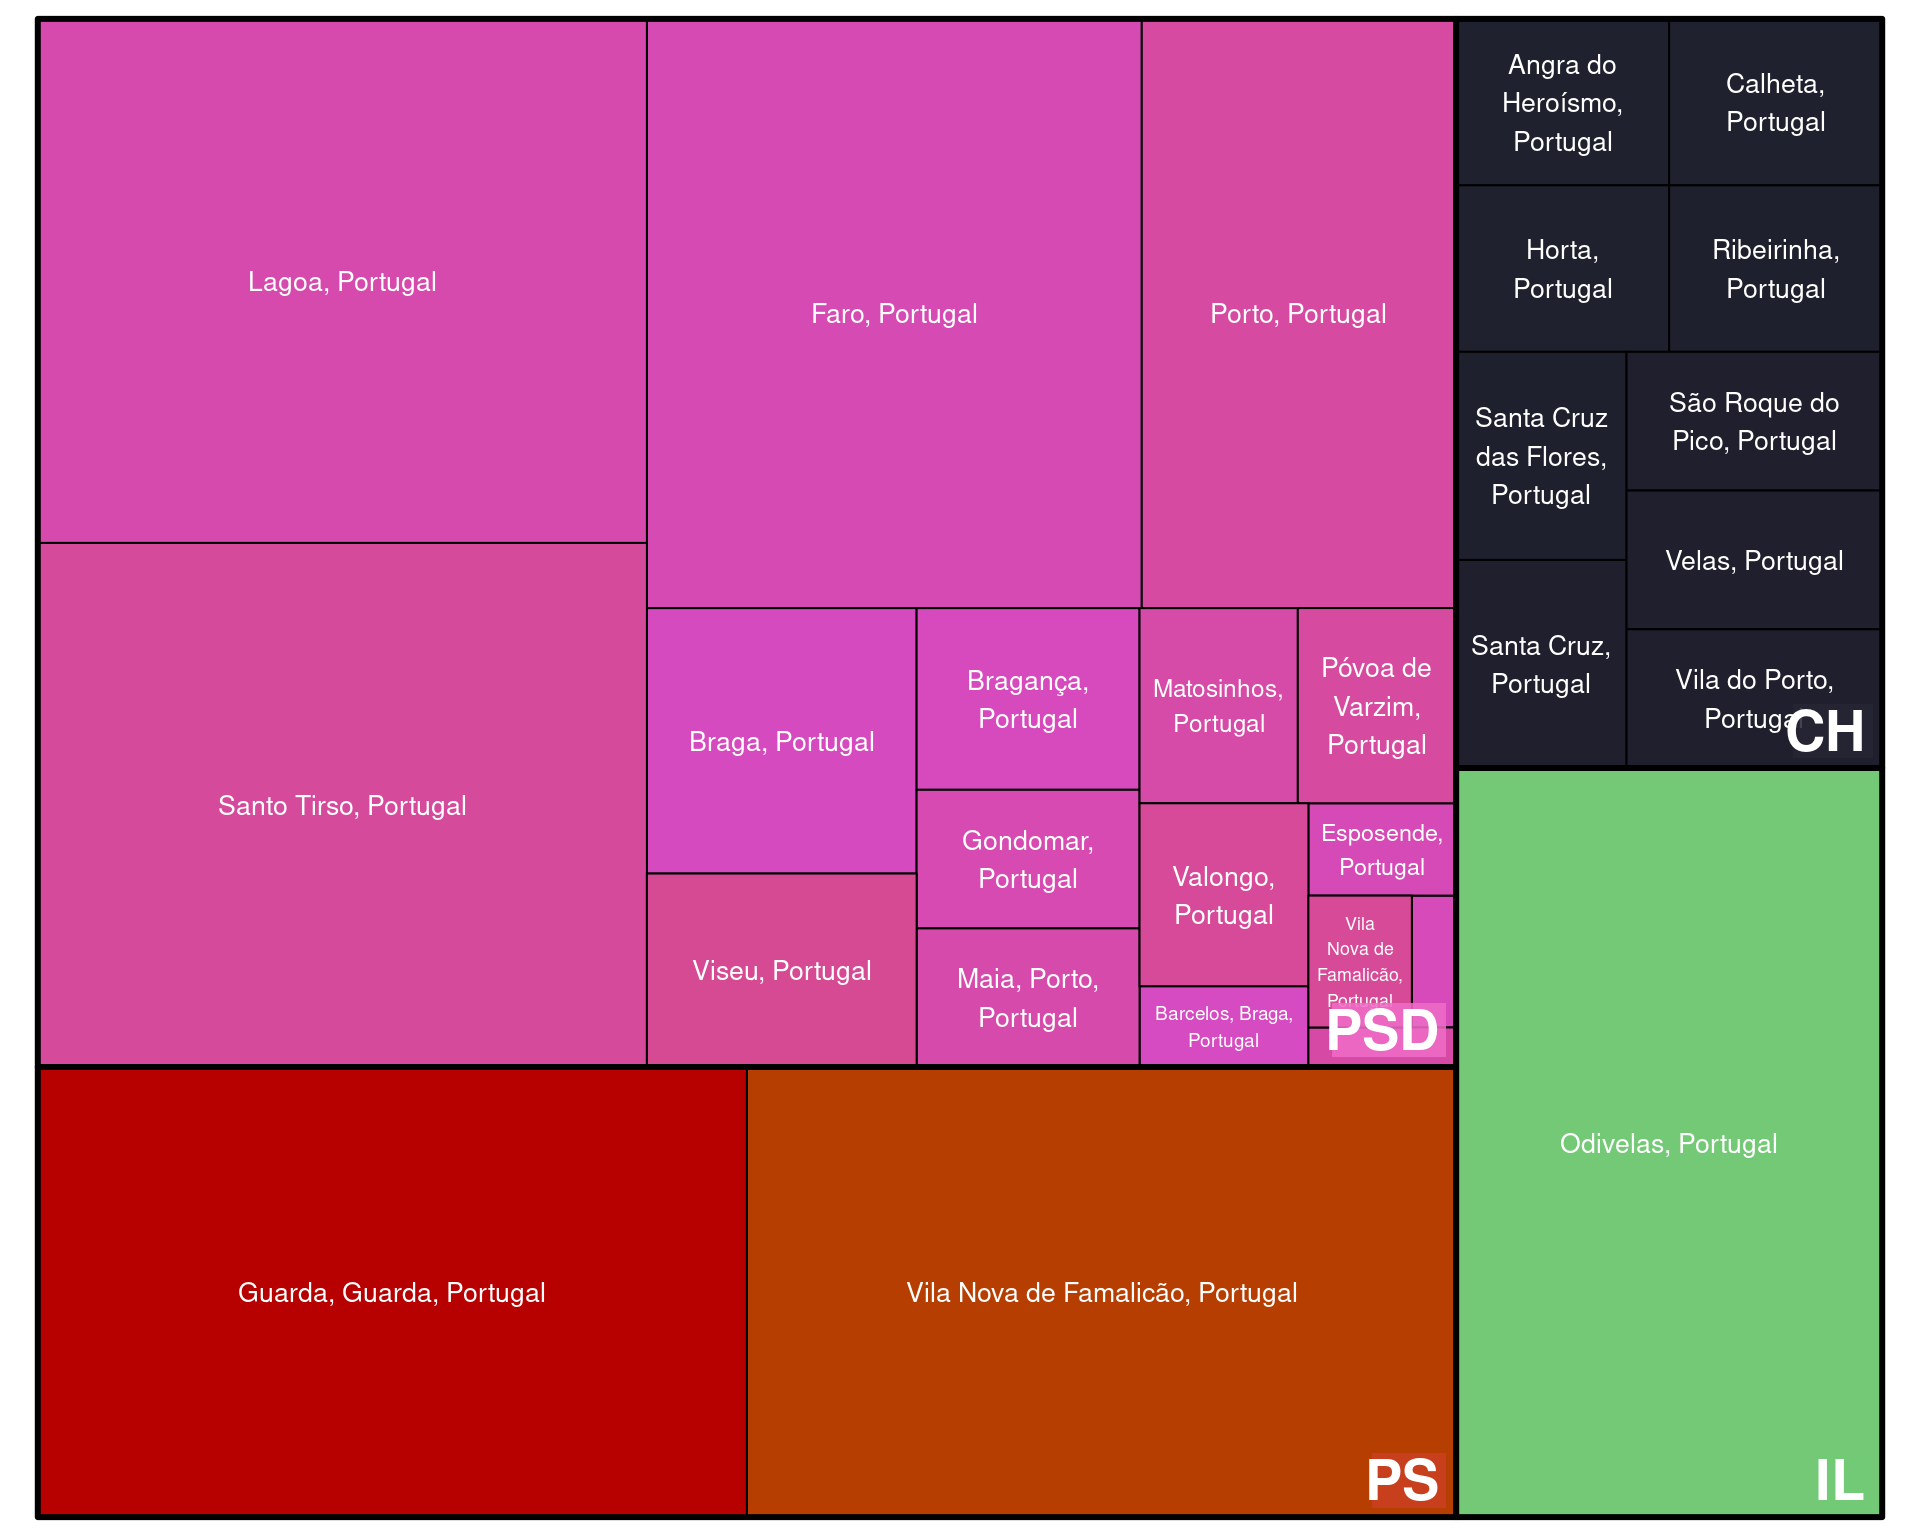 Lagoa, Portugal
Faro, Portugal
Porto, Portugal
Santo Tirso, Portugal
Braga, Portugal
Bragança,
Portugal
Matosinhos,
Portugal
Póvoa de
Varzim,
Portugal
Gondomar,
Portugal
Valongo,
Portugal
Esposende,
Portugal
Viseu, Portugal
Maia, Porto,
Portugal
Barcelos, Braga,
Portugal
Vila
Nova de
Famalicão,
Portugal
PSD
Guarda, Guarda, Portugal
Vila Nova de Famalicão, Portugal
PS
Angra do
Heroísmo,
Portugal
Calheta,
Portugal
Horta,
Portugal
Ribeirinha,
Portugal
Santa Cruz
das Flores,
Portugal
São Roque do
Pico, Portugal
Velas, Portugal
Santa Cruz,
Portugal
Vila do Porto,
Portugal
CH
Odivelas, Portugal
IL